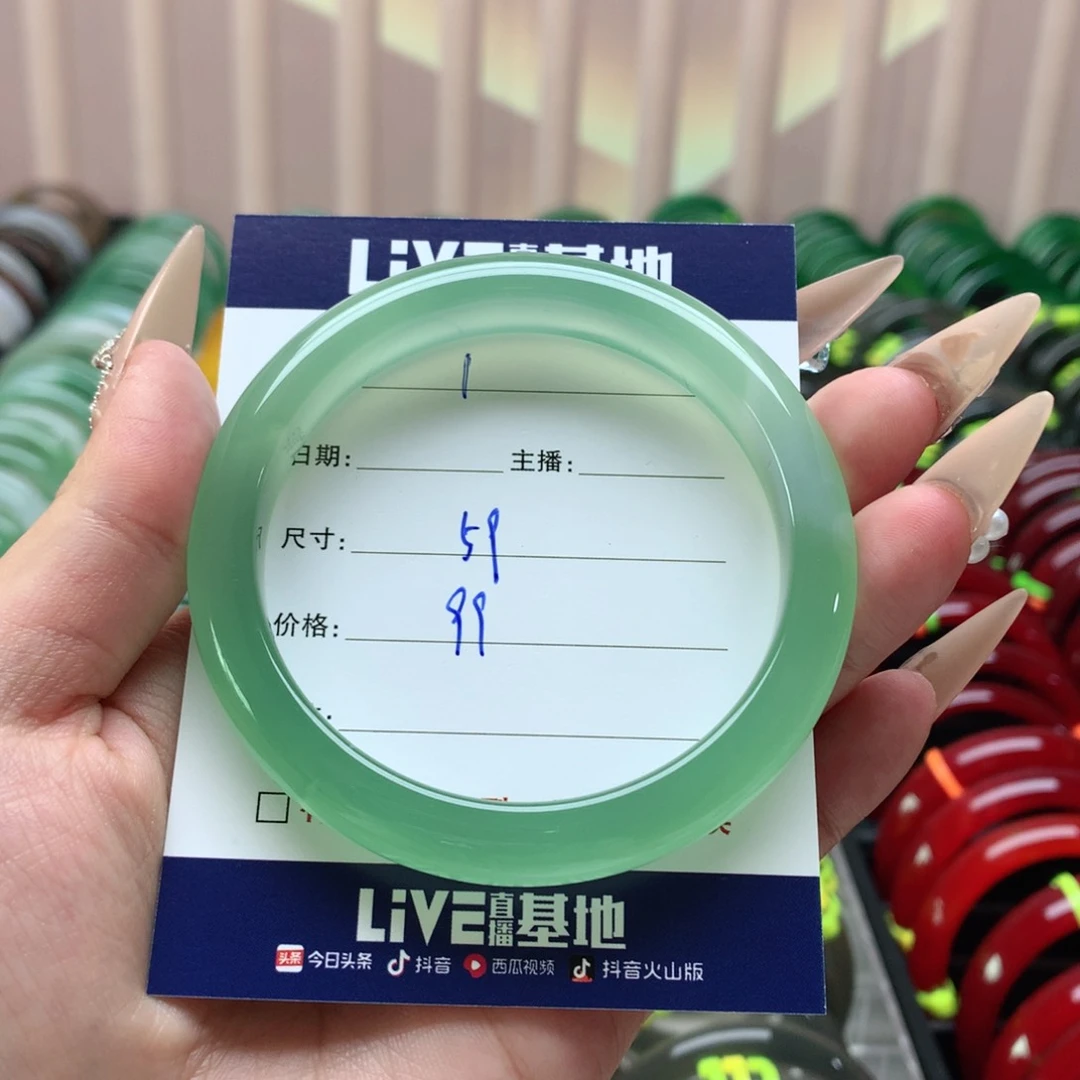 LiVE直播基地
1
日期: 主播:
尺寸: 59
价格: 99
LiVE直播基地
头条 今日头条 抖音 西瓜视频 抖音火山版